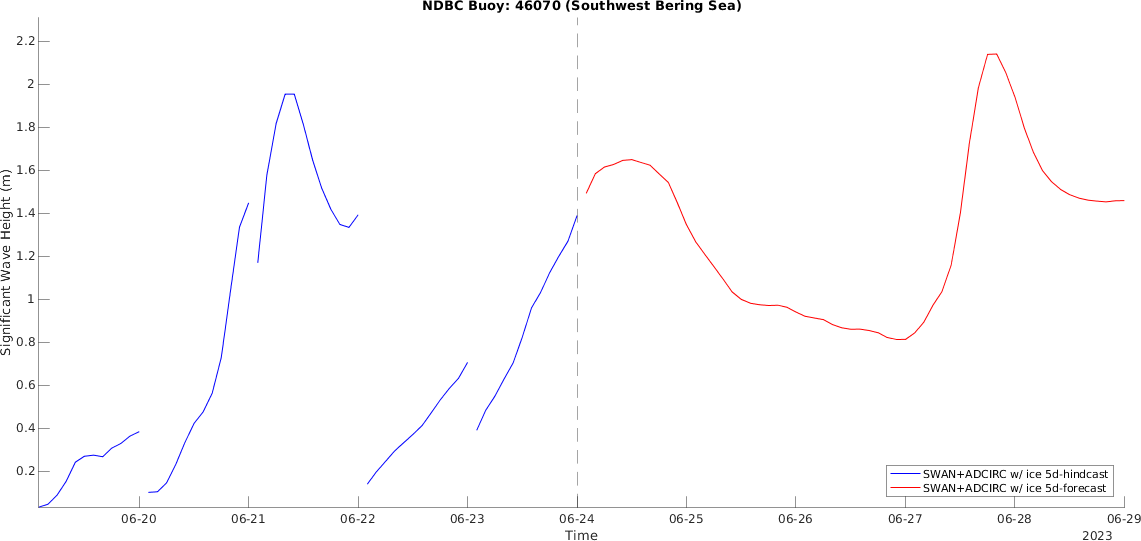 NDBC Buoy: 46070 (Southwest Bering Sea)
Significant Wave Height (m)
2.2
2
1.8
1.6
1.4
1.2
1
0.8
0.6
0.4
0.2
SWAN+ADCIRC w/ ice 5d-hindcast
SWAN+ADCIRC w/ ice 5d-forecast
06-20 06-21 06-22 06-23 06-24 06-25 06-26 06-27 06-28 06-29
Time
2023